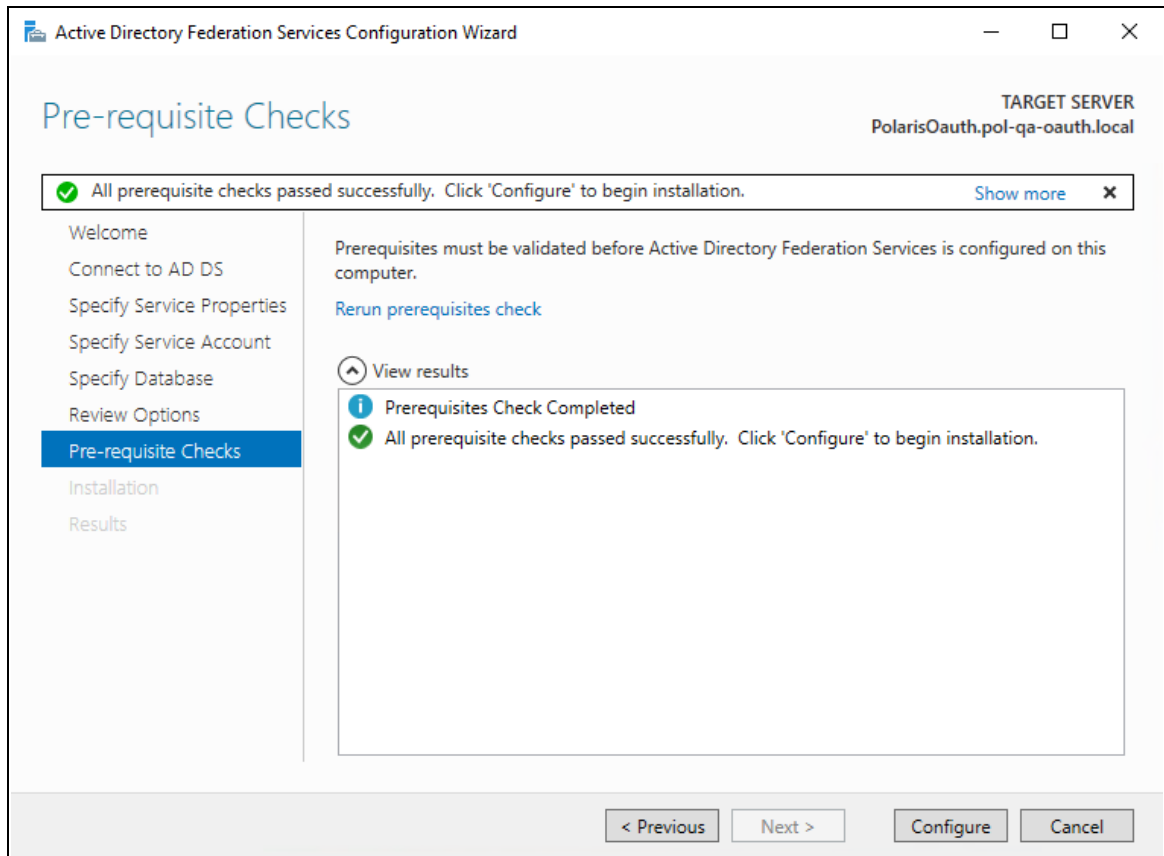 Active Directory Federation Services Configuration Wizard
Pre-requisite Checks
TARGET SERVER
PolarisOauth.pol-qa-oauth.local
All prerequisite checks passed successfully.  Click 'Configure' to begin installation.
Show more
Welcome
Connect to AD DS
Specify Service Properties
Specify Service Account
Specify Database
Review Options
Pre-requisite Checks
Installation
Results
Prerequisites must be validated before Active Directory Federation Services is configured on this
computer.
Rerun prerequisites check
View results
Prerequisites Check Completed
All prerequisite checks passed successfully.  Click 'Configure' to begin installation.
< Previous
Next >
Configure
Cancel